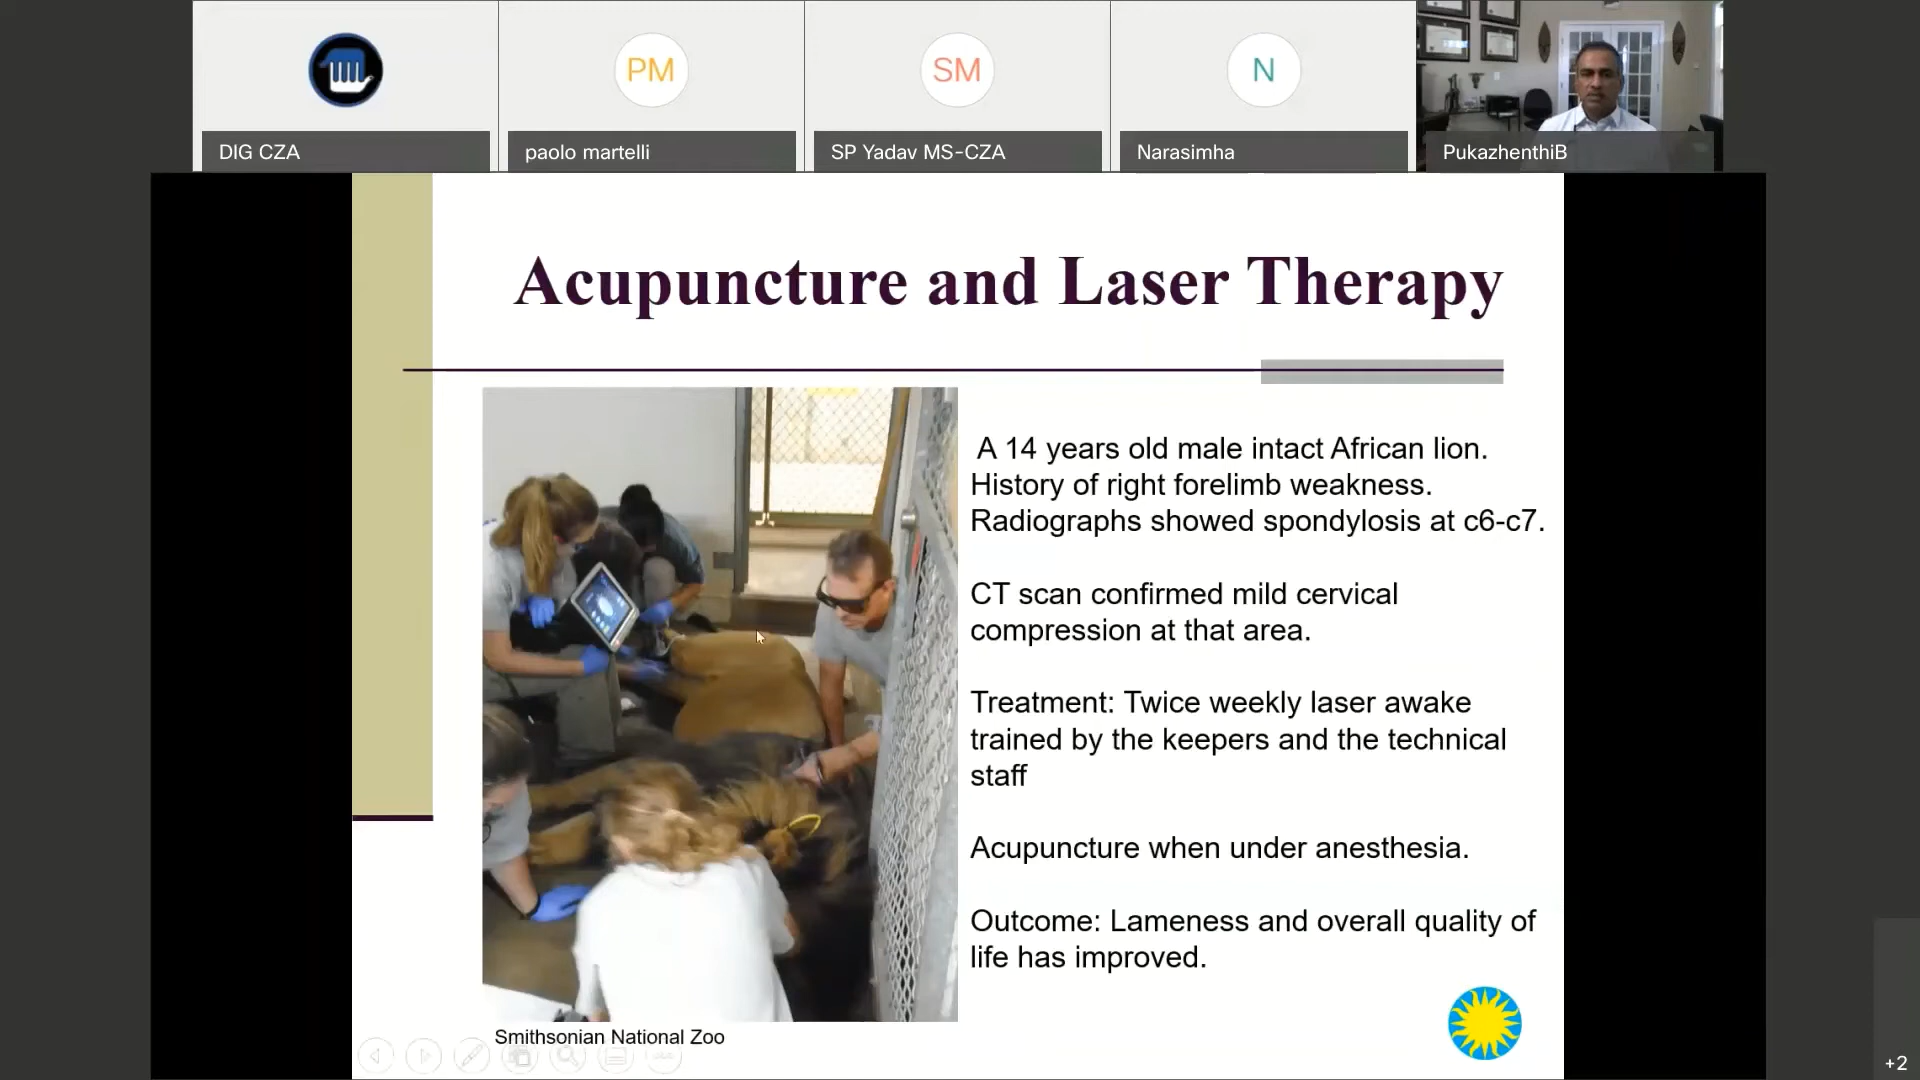 PM
SM
N
DIG CZA
paolo martelli
SP Yadav MS-CZA
Narasimha
PukazhenthiB
Acupuncture and Laser Therapy
A 14 years old male intact African lion.
History of right forelimb weakness.
Radiographs showed spondylosis at c6-c7.
CT scan confirmed mild cervical
compression at that area.
Treatment: Twice weekly laser awake
trained by the keepers and the technical
staff
Acupuncture when under anesthesia.
Outcome: Lameness and overall quality of
life has improved.
Smithsonian National Zoo
+2